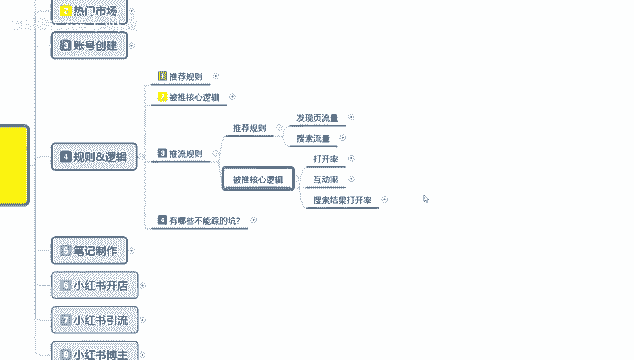 2 热门市场
3 账号创建
4 规则&逻辑
推荐规则
被推核心逻辑
3 推流规则
推荐规则
发现页流量
搜索流量
被推核心逻辑
打开率
互动率
搜索结果打开率
4 有哪些不能踩的坑？
5 笔记制作
6 小红书开店
7 小红书引流
8 小红书博主